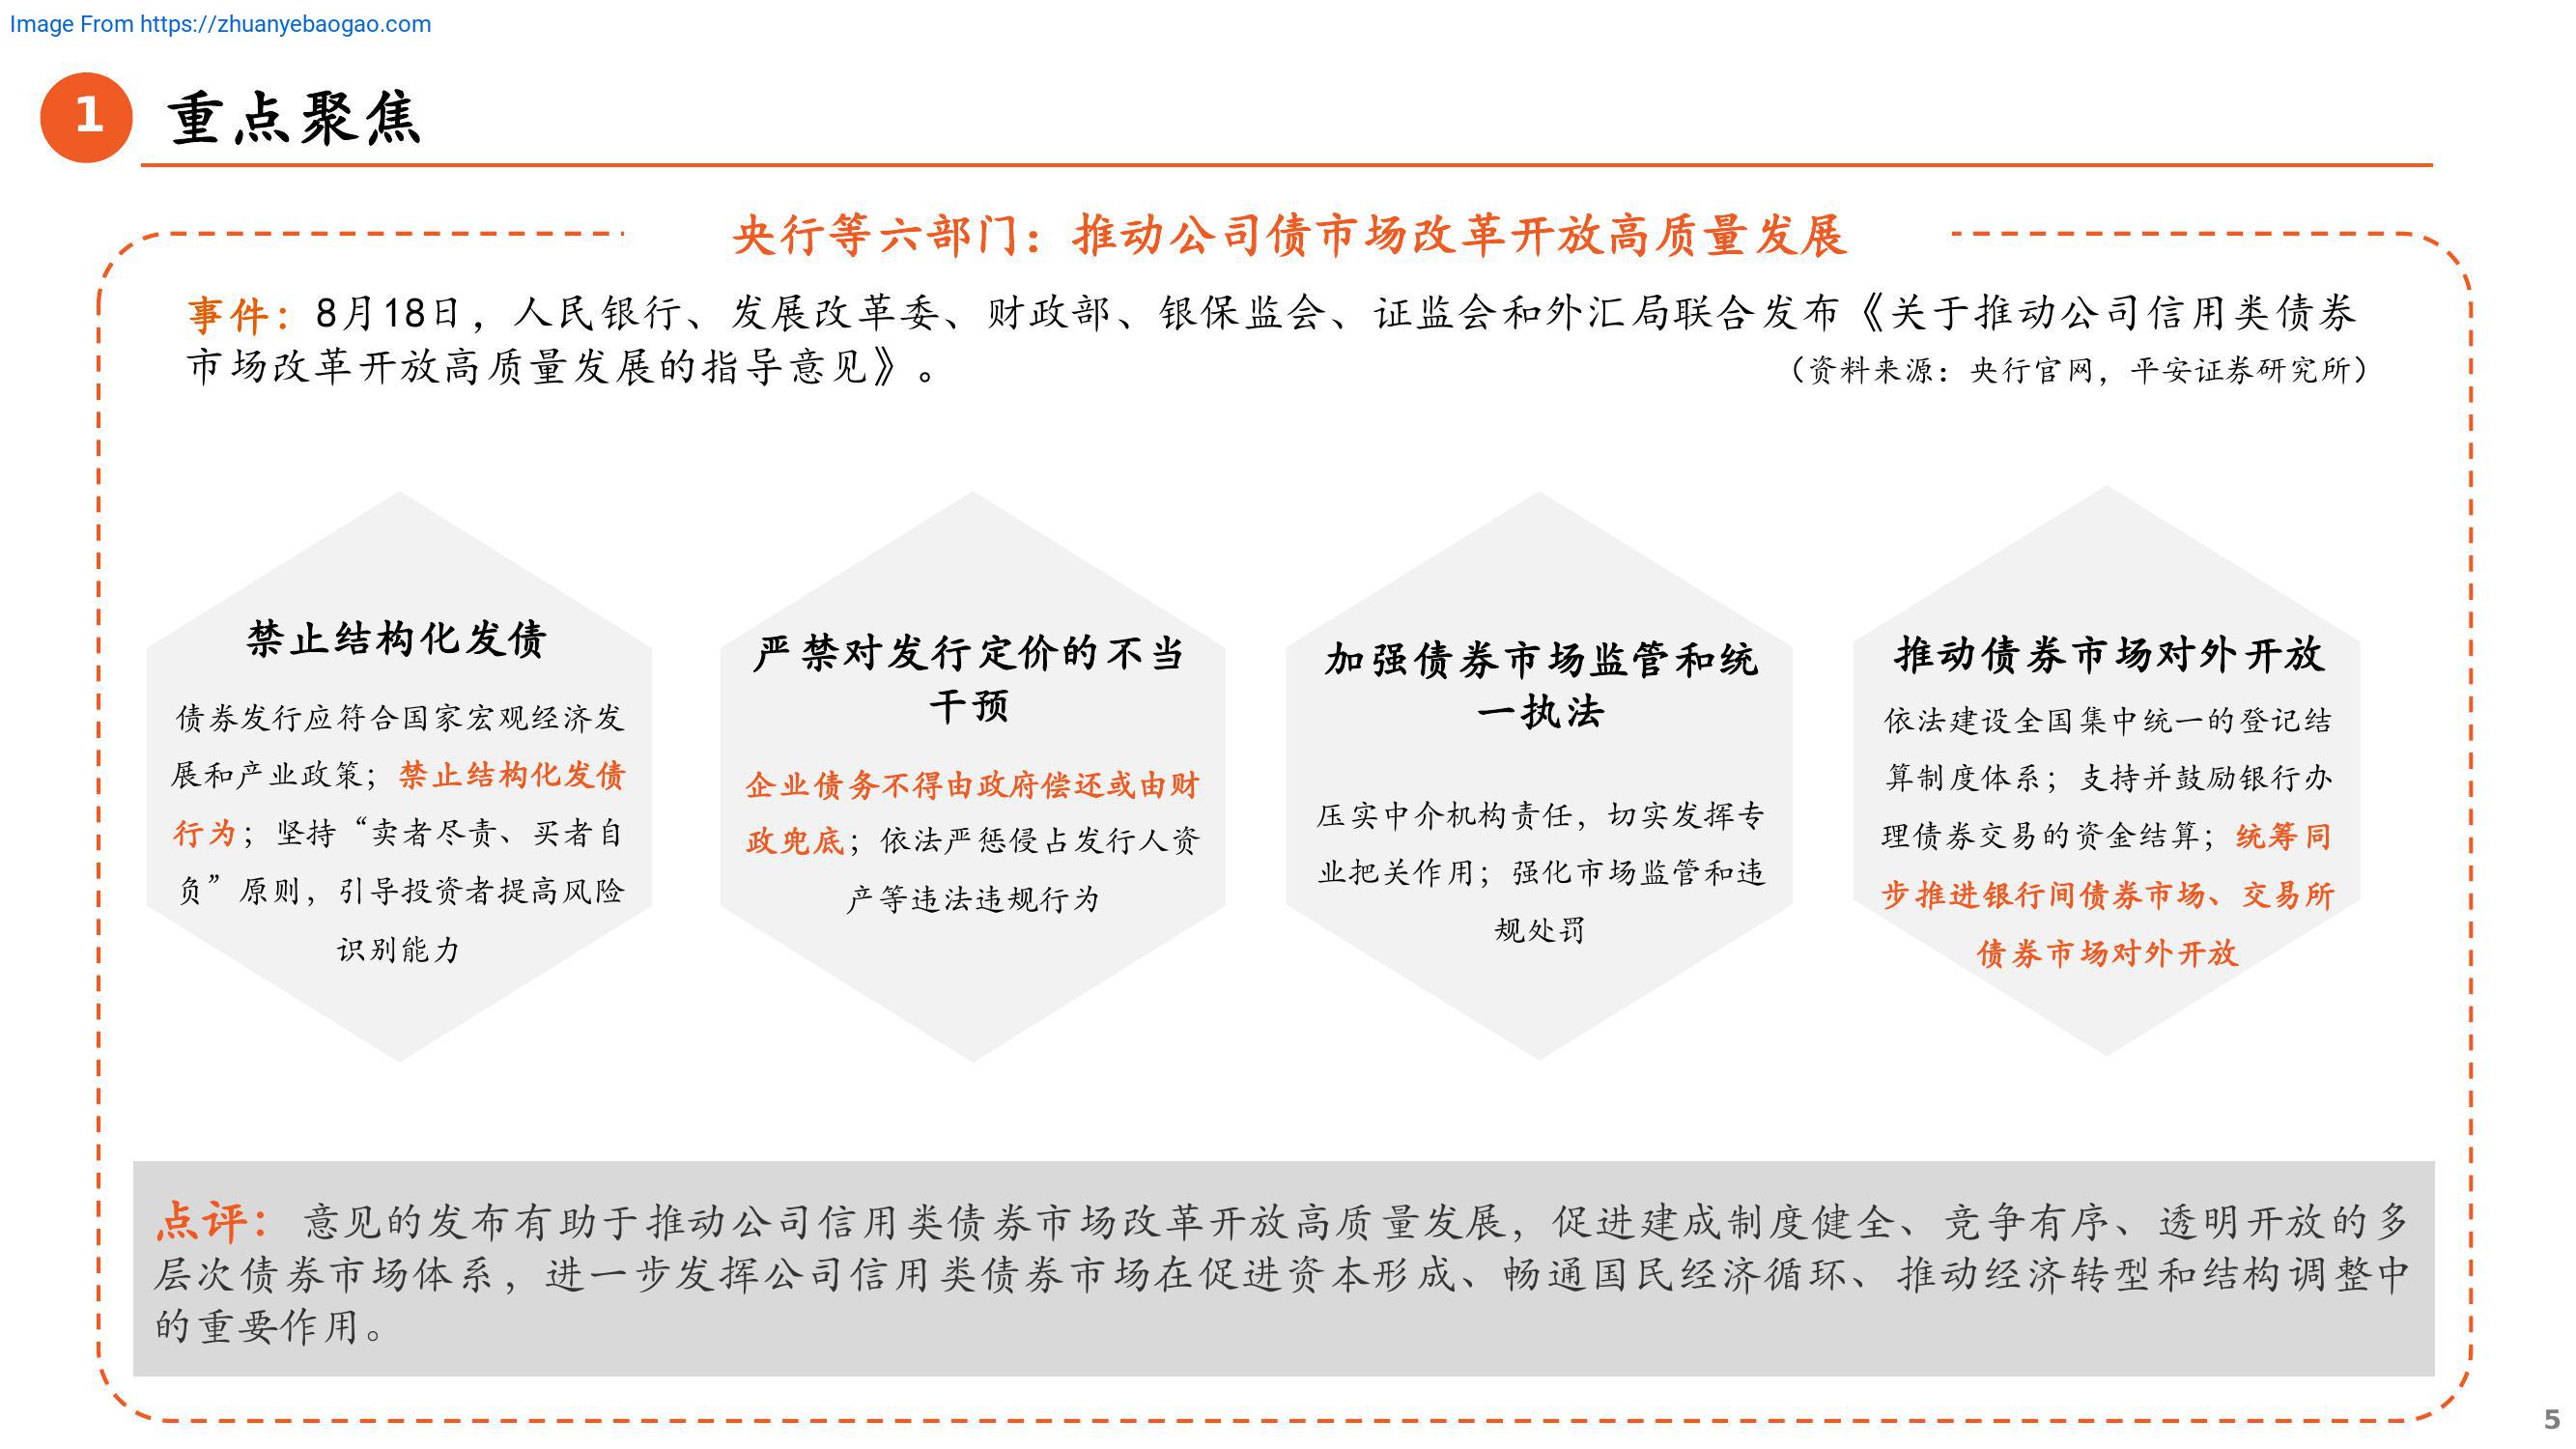 Image From https://zhuanyebaogao.com
1 重点聚焦
央行等六部门：推动公司债市场改革开放高质量发展
事件：8月18日，人民银行、发展改革委、财政部、银保监会、证监会和外汇局联合发布《关于推动公司信用类债券
市场改革开放高质量发展的指导意见》。
（资料来源：央行官网，平安证券研究所）
禁止结构化发债
债券发行应符合国家宏观经济发
展和产业政策；禁止结构化发债
行为；坚持“卖者尽责、买者自
负”原则，引导投资者提高风险
识别能力
严禁对发行定价的不当
干预
企业债务不得由政府偿还或由财
政兜底；依法严惩侵占发行人资
产等违法违规行为
加强债券市场监管和统
一执法
压实中介机构责任，切实发挥专
业把关作用；强化市场监管和违
规处罚
推动债券市场对外开放
依法建设全国集中统一的登记结
算制度体系；支持并鼓励银行办
理债券交易的资金结算；统筹同
步推进银行间债券市场、交易所
债券市场对外开放
点评：意见的发布有助于推动公司信用类债券市场改革开放高质量发展，促进建成制度健全、竞争有序、透明开放的多
层次债券市场体系，进一步发挥公司信用类债券市场在促进资本形成、畅通国民经济循环、推动经济转型和结构调整中
的重要作用。
5